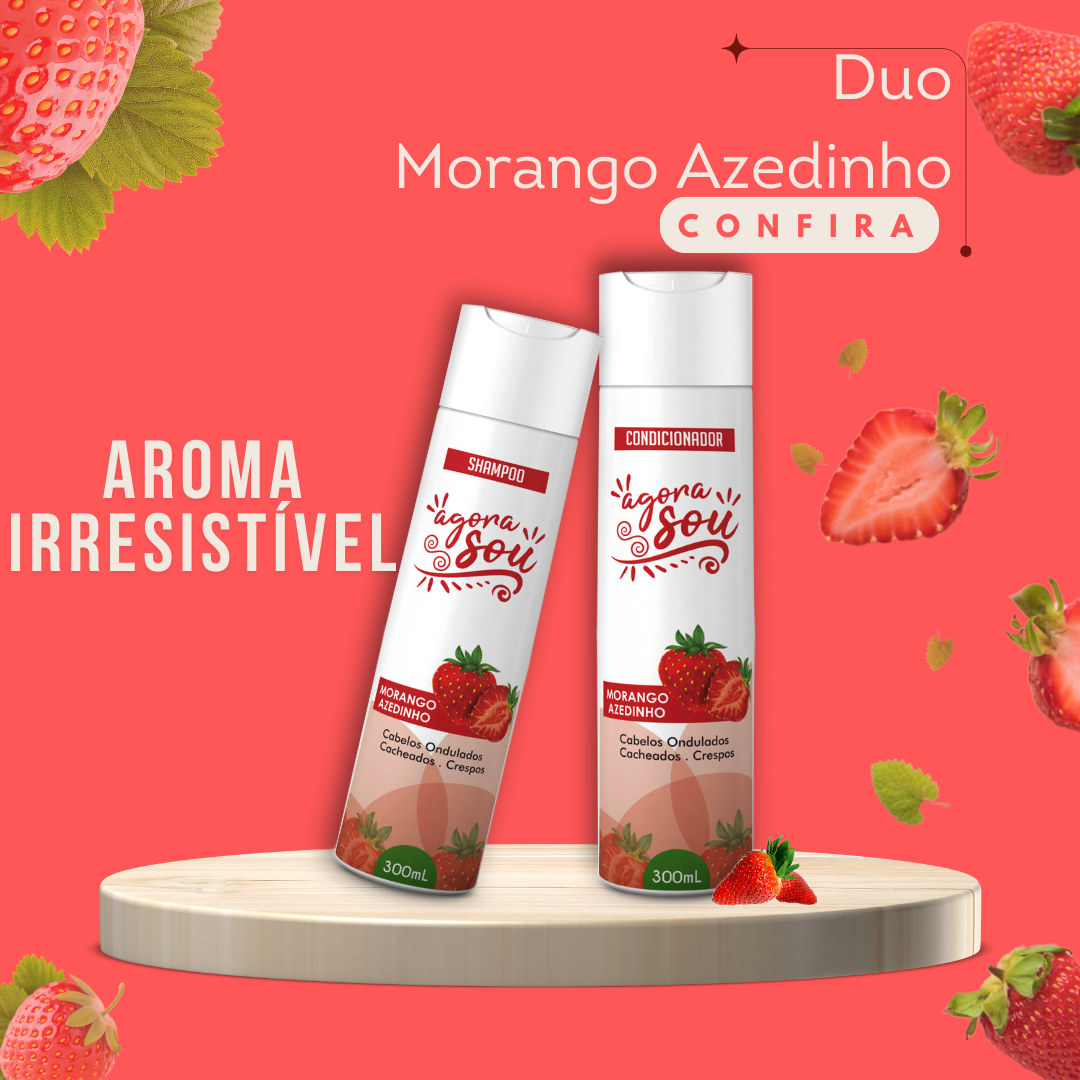 Duo
Morango Azedinho
CONFIRA
AROMA
IRRESISTÍVEL
SHAMPOO
agora
sou
MORANGO
AZEDINHO
Cabelos Ondulados
Cacheados . Crespos
300mL
CONDICIONADOR
agora
sou
MORANGO
AZEDINHO
Cabelos Ondulados
Cacheados . Crespos
300mL